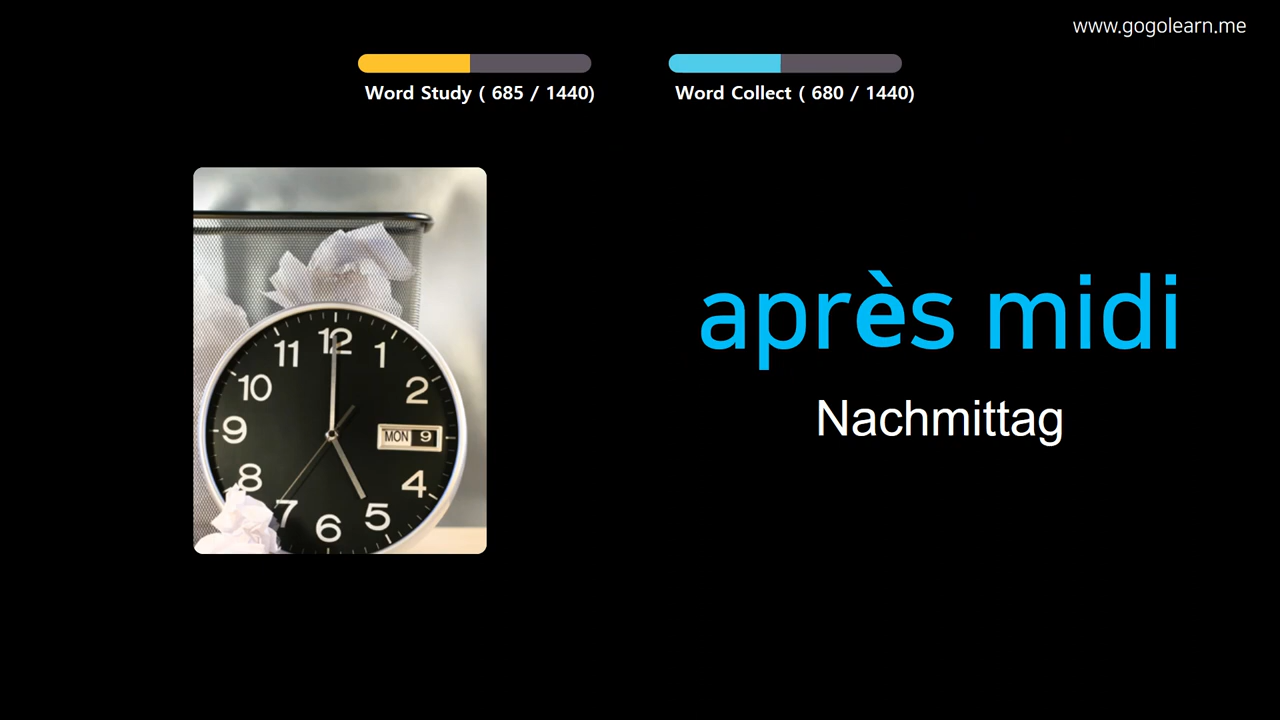 www.gogolearn.me
Word Study ( 685 / 1440)
Word Collect ( 680 / 1440)
après midi
Nachmittag
12
11
1
10
2
9
MON 9
8
4
7
5
6